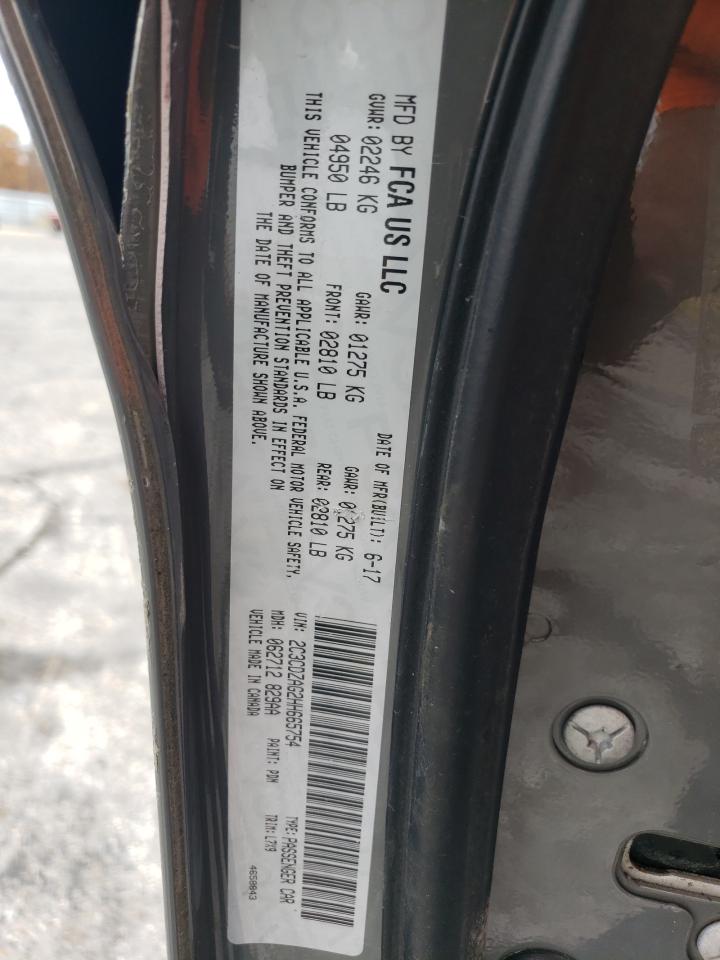 MFD BY FCA US LLC
DATE OF MFR(BUILT): 6-17
GVWR: 02246 KG GAWR: 01275 KG GAWR: 01275 KG
04950 LB FRONT: 02810 LB REAR: 02810 LB
THIS VEHICLE CONFORMS TO ALL APPLICABLE U.S.A. FEDERAL MOTOR VEHICLE SAFETY,
BUMPER AND THEFT PREVENTION STANDARDS IN EFFECT ON
THE DATE OF MANUFACTURE SHOWN ABOVE.
VIN: 2C3CDZAG2HH665754 TYPE: PASSENGER CAR
MDH: 062712 829AA PAINT: PDN TRIM: L7X9
VEHICLE MADE IN CANADA 4658843